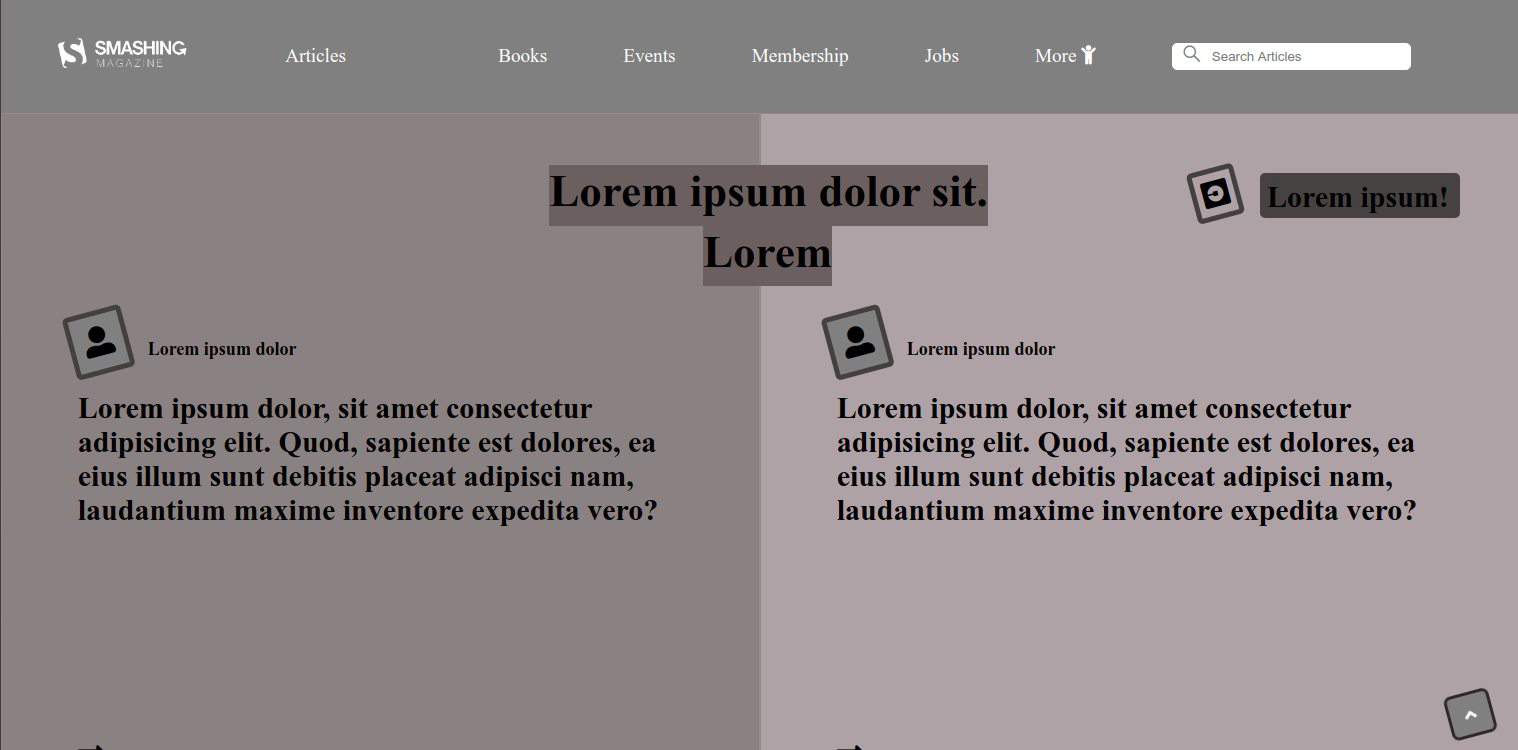 SMASHING
MAGAZINE
Articles
Books
Events
Membership
Jobs
More
Search Articles
Lorem ipsum dolor sit.
Lorem
Lorem ipsum!
Lorem ipsum dolor
Lorem ipsum dolor, sit amet consectetur
adipisicing elit. Quod, sapiente est dolores, ea
eius illum sunt debitis placeat adipisci nam,
laudantium maxime inventore expedita vero?
Lorem ipsum dolor
Lorem ipsum dolor, sit amet consectetur
adipisicing elit. Quod, sapiente est dolores, ea
eius illum sunt debitis placeat adipisci nam,
laudantium maxime inventore expedita vero?